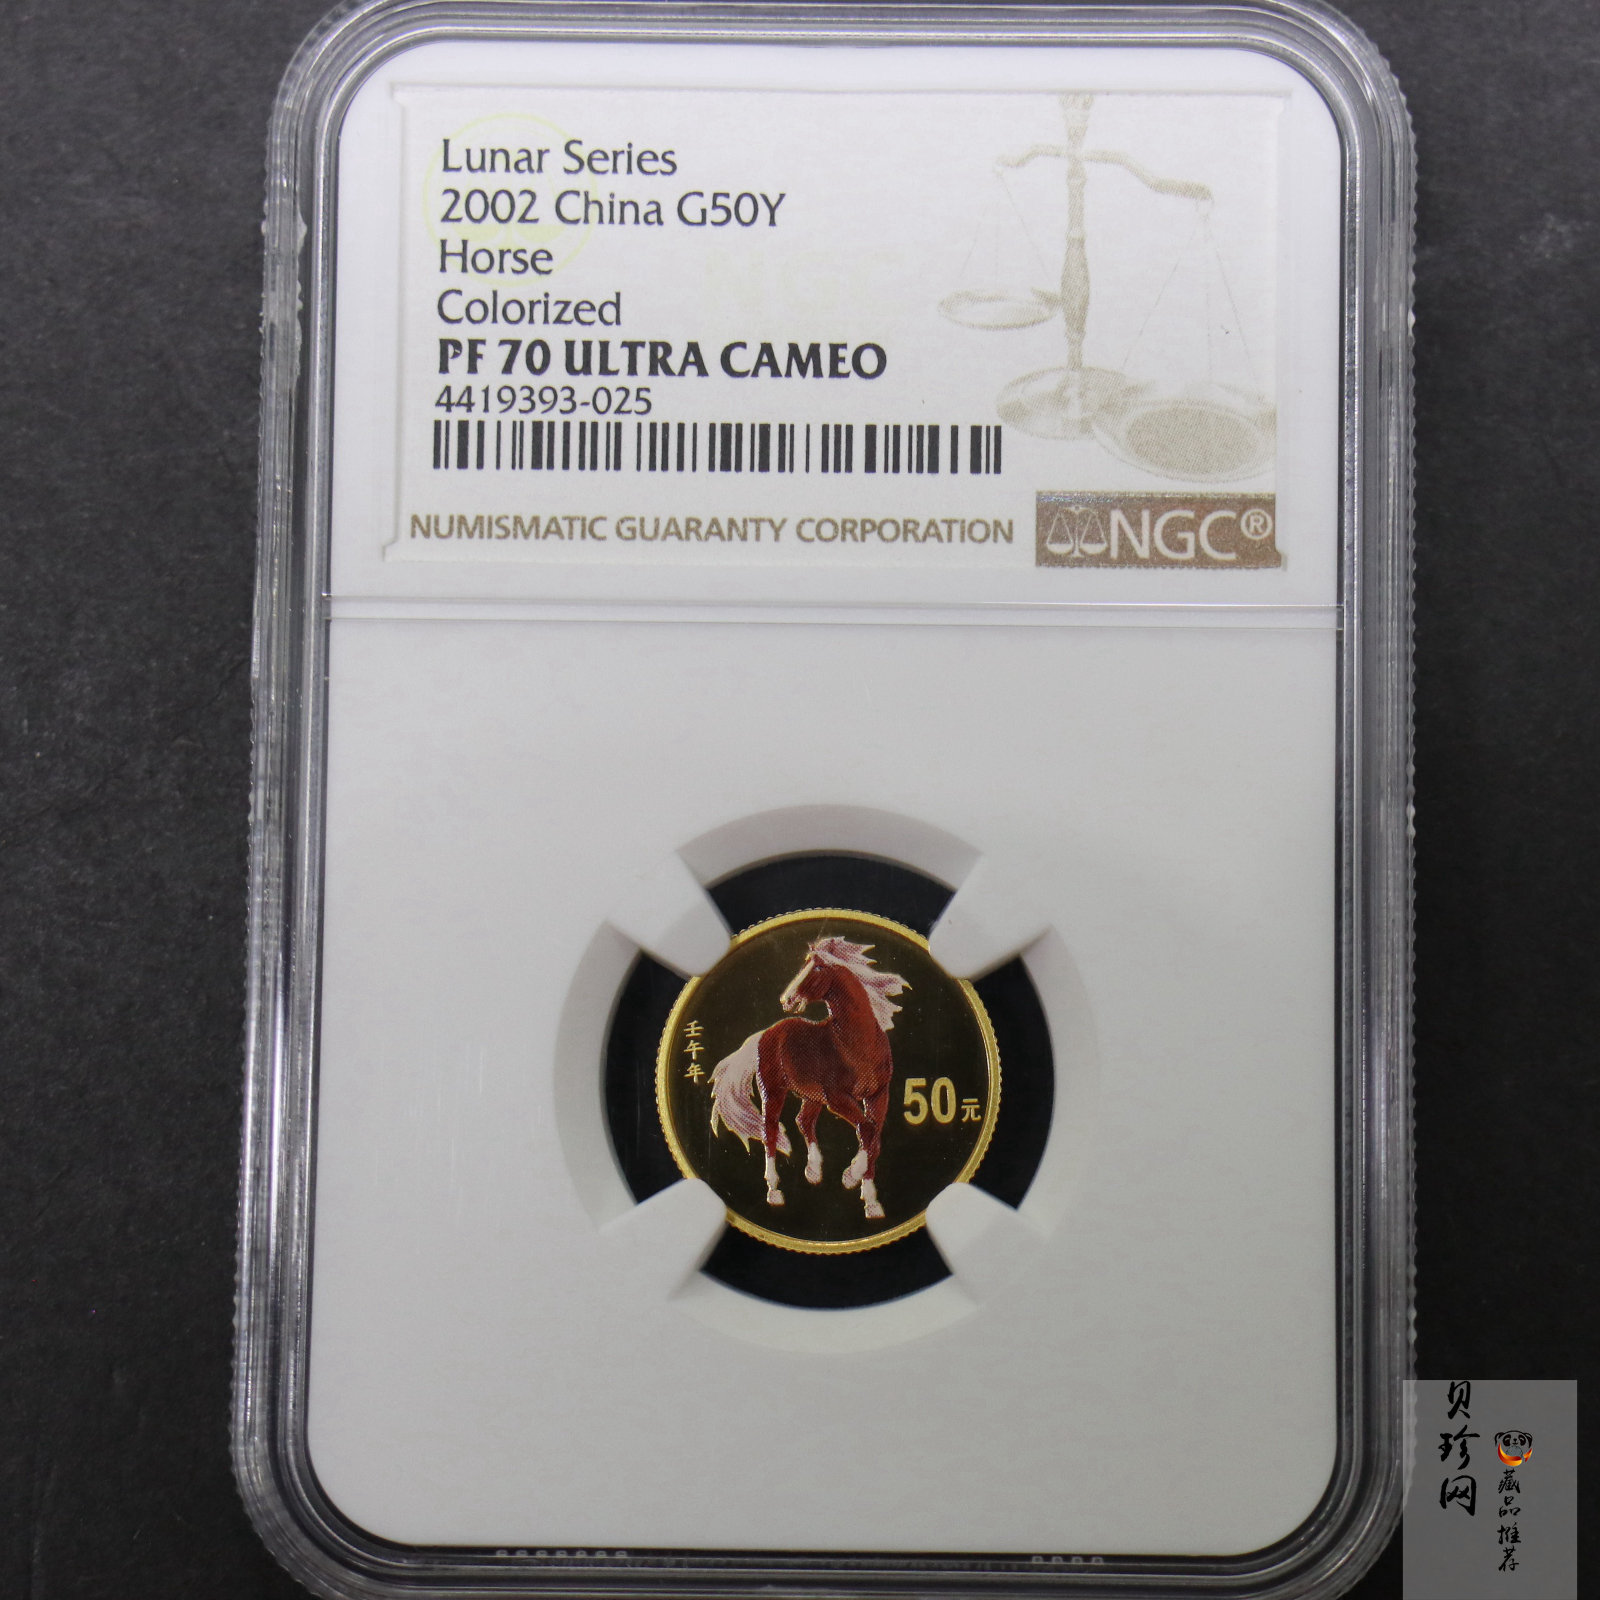 Lunar Series
2002 China G50Y
Horse
Colorized
PF 70 ULTRA CAMEO
4419393-025
NUMISMATIC GUARANTY CORPORATION
NGC®
壬午年
50元
贝珍网
藏品推荐